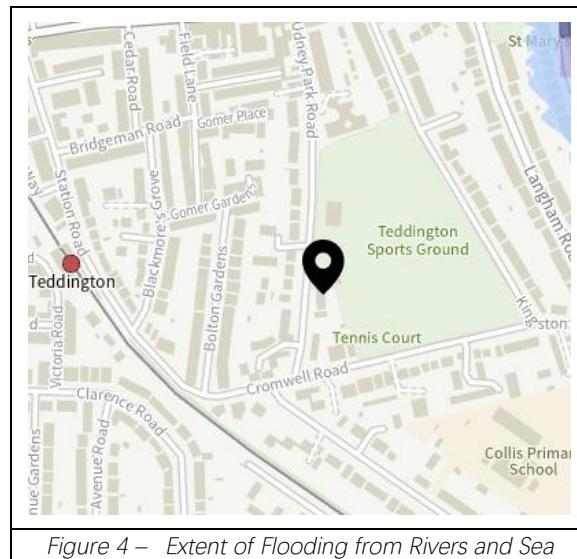 St Mary's
Cedar Road
Field Lane
Udney Park Road
Gomer Place
Bridgeman Road
Langham Ro
Way
Station Road
Blackmore's Grove
Gomer Gardens
Teddington
Sports Ground
Teddington
Bolton Gardens
Kingston
Victoria Road
Tennis Court
Cromwell Road
Clarence Road
Collis Primar
School
nue Gardens
Avenue Road
Figure 4 – Extent of Flooding from Rivers and Sea